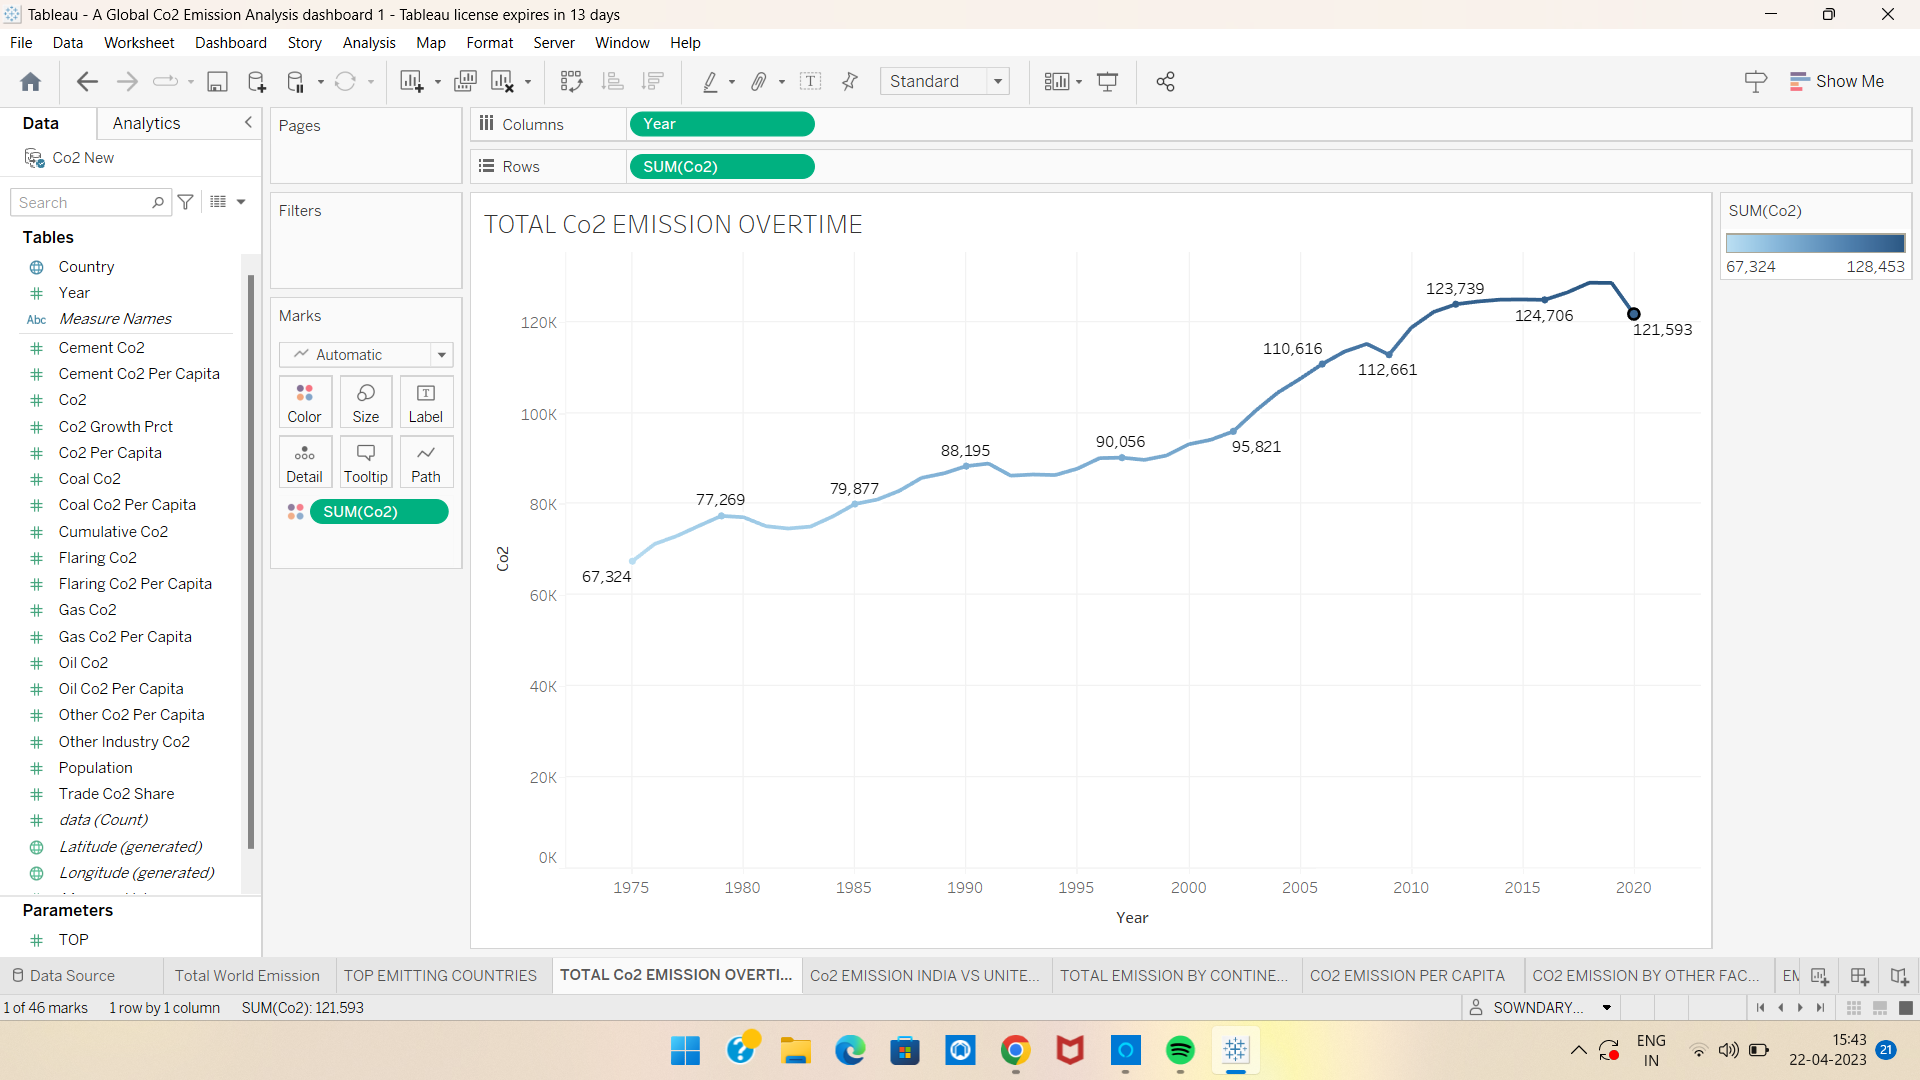 Tableau - A Global Co2 Emission Analysis dashboard 1 - Tableau license expires in 13 days
File Data Worksheet Dashboard Story Analysis Map Format Server Window Help
Standard
Show Me
Data Analytics
Co2 New
Search
Tables
Country
Year
Abc Measure Names
Cement Co2
Cement Co2 Per Capita
Co2
Co2 Growth Prct
Co2 Per Capita
Coal Co2
Coal Co2 Per Capita
Cumulative Co2
Flaring Co2
Flaring Co2 Per Capita
Gas Co2
Gas Co2 Per Capita
Oil Co2
Oil Co2 Per Capita
Other Co2 Per Capita
Other Industry Co2
Population
Trade Co2 Share
data (Count)
Latitude (generated)
Longitude (generated)
Parameters
TOP
Pages
Filters
Marks
Automatic
Color Size Label
Detail Tooltip Path
SUM(Co2)
Columns Year
Rows SUM(Co2)
TOTAL Co2 EMISSION OVERTIME
120K
100K
80K
60K
40K
20K
0K
Co2
67,324
77,269
79,877
88,195
90,056
95,821
110,616
112,661
123,739
124,706
121,593
1975 1980 1985 1990 1995 2000 2005 2010 2015 2020
Year
SUM(Co2)
67,324 128,453
Data Source Total World Emission TOP EMITTING COUNTRIES TOTAL Co2 EMISSION OVERTI... Co2 EMISSION INDIA VS UNITE... TOTAL EMISSION BY CONTINE... CO2 EMISSION PER CAPITA CO2 EMISSION BY OTHER FAC...
1 of 46 marks 1 row by 1 column SUM(Co2): 121,593
SOWNDARY...
ENG
IN
15:43
22-04-2023
21